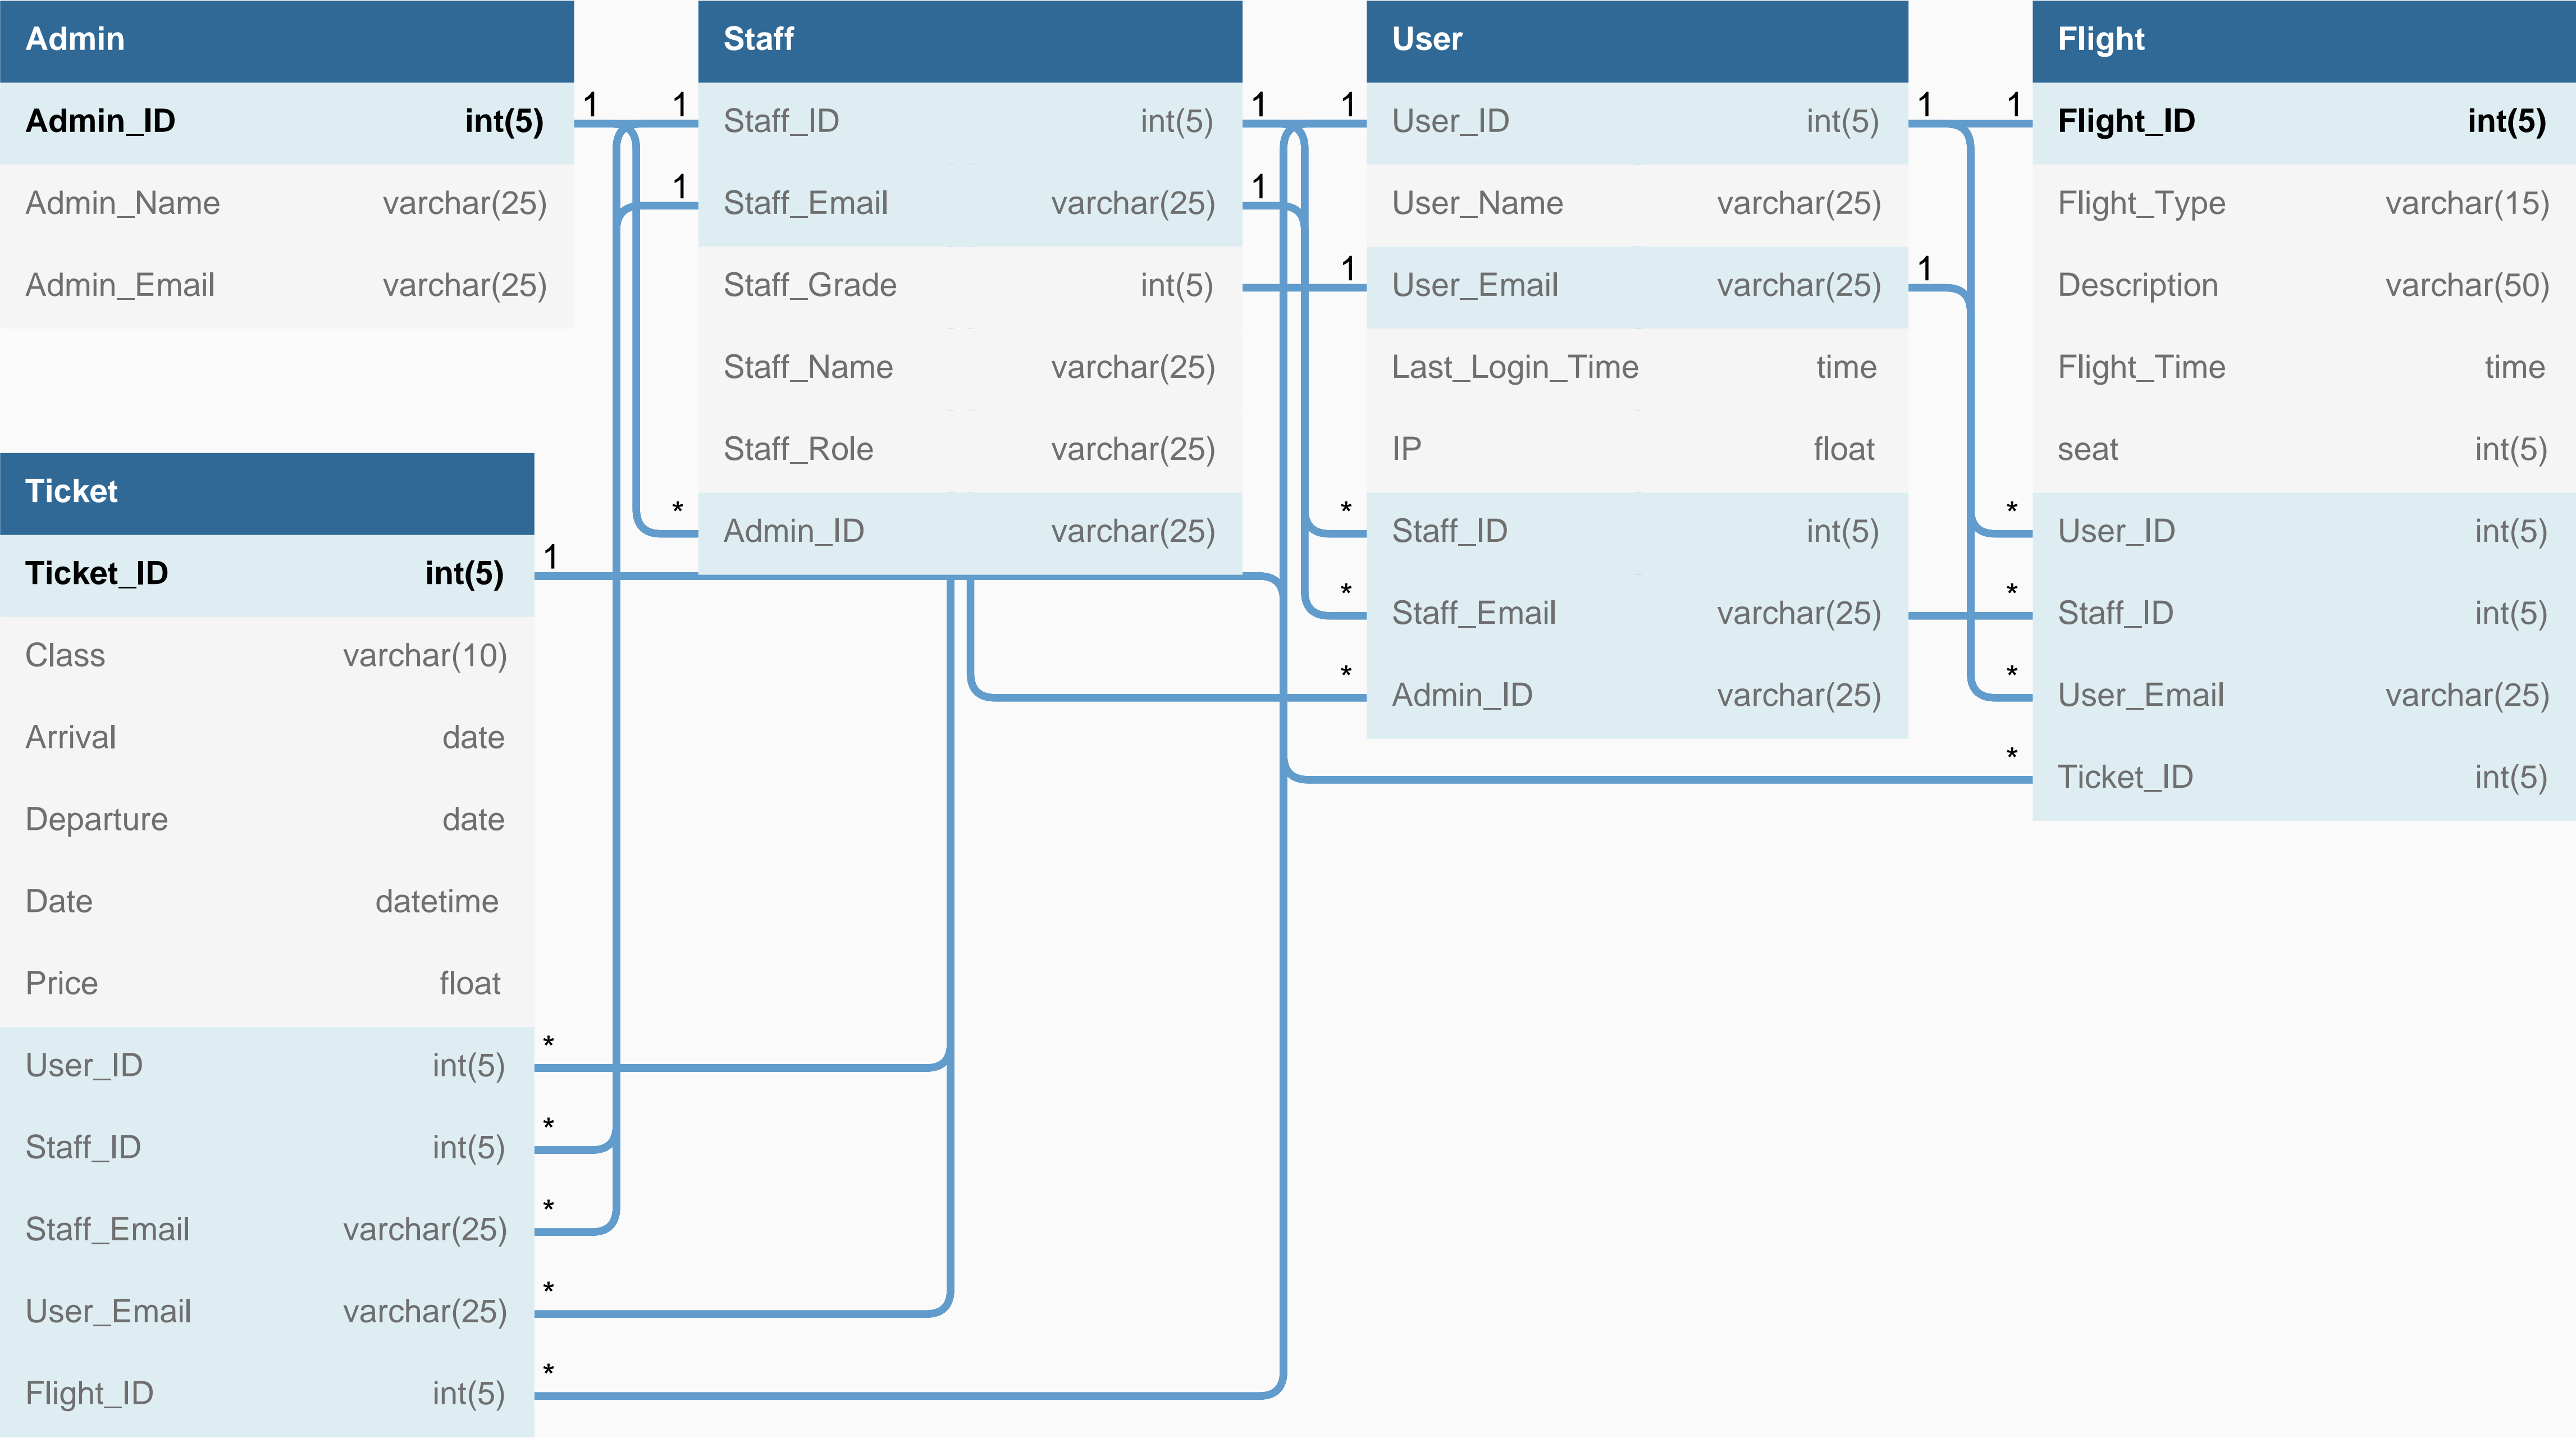 Admin
Admin_ID int(5)
Admin_Name varchar(25)
Admin_Email varchar(25)
Staff
Staff_ID int(5)
Staff_Email varchar(25)
Staff_Grade int(5)
Staff_Name varchar(25)
Staff_Role varchar(25)
Admin_ID varchar(25)
User
User_ID int(5)
User_Name varchar(25)
User_Email varchar(25)
Last_Login_Time time
IP float
Staff_ID int(5)
Staff_Email varchar(25)
Admin_ID varchar(25)
Flight
Flight_ID int(5)
Flight_Type varchar(15)
Description varchar(50)
Flight_Time time
seat int(5)
User_ID int(5)
Staff_ID int(5)
User_Email varchar(25)
Ticket_ID int(5)
Ticket
Ticket_ID int(5)
Class varchar(10)
Arrival date
Departure date
Date datetime
Price float
User_ID int(5)
Staff_ID int(5)
Staff_Email varchar(25)
User_Email varchar(25)
Flight_ID int(5)
1
1
1
*
1
1
1
1
*
*
*
1
1
1
*
*
*
*
1
*
*
*
*
*